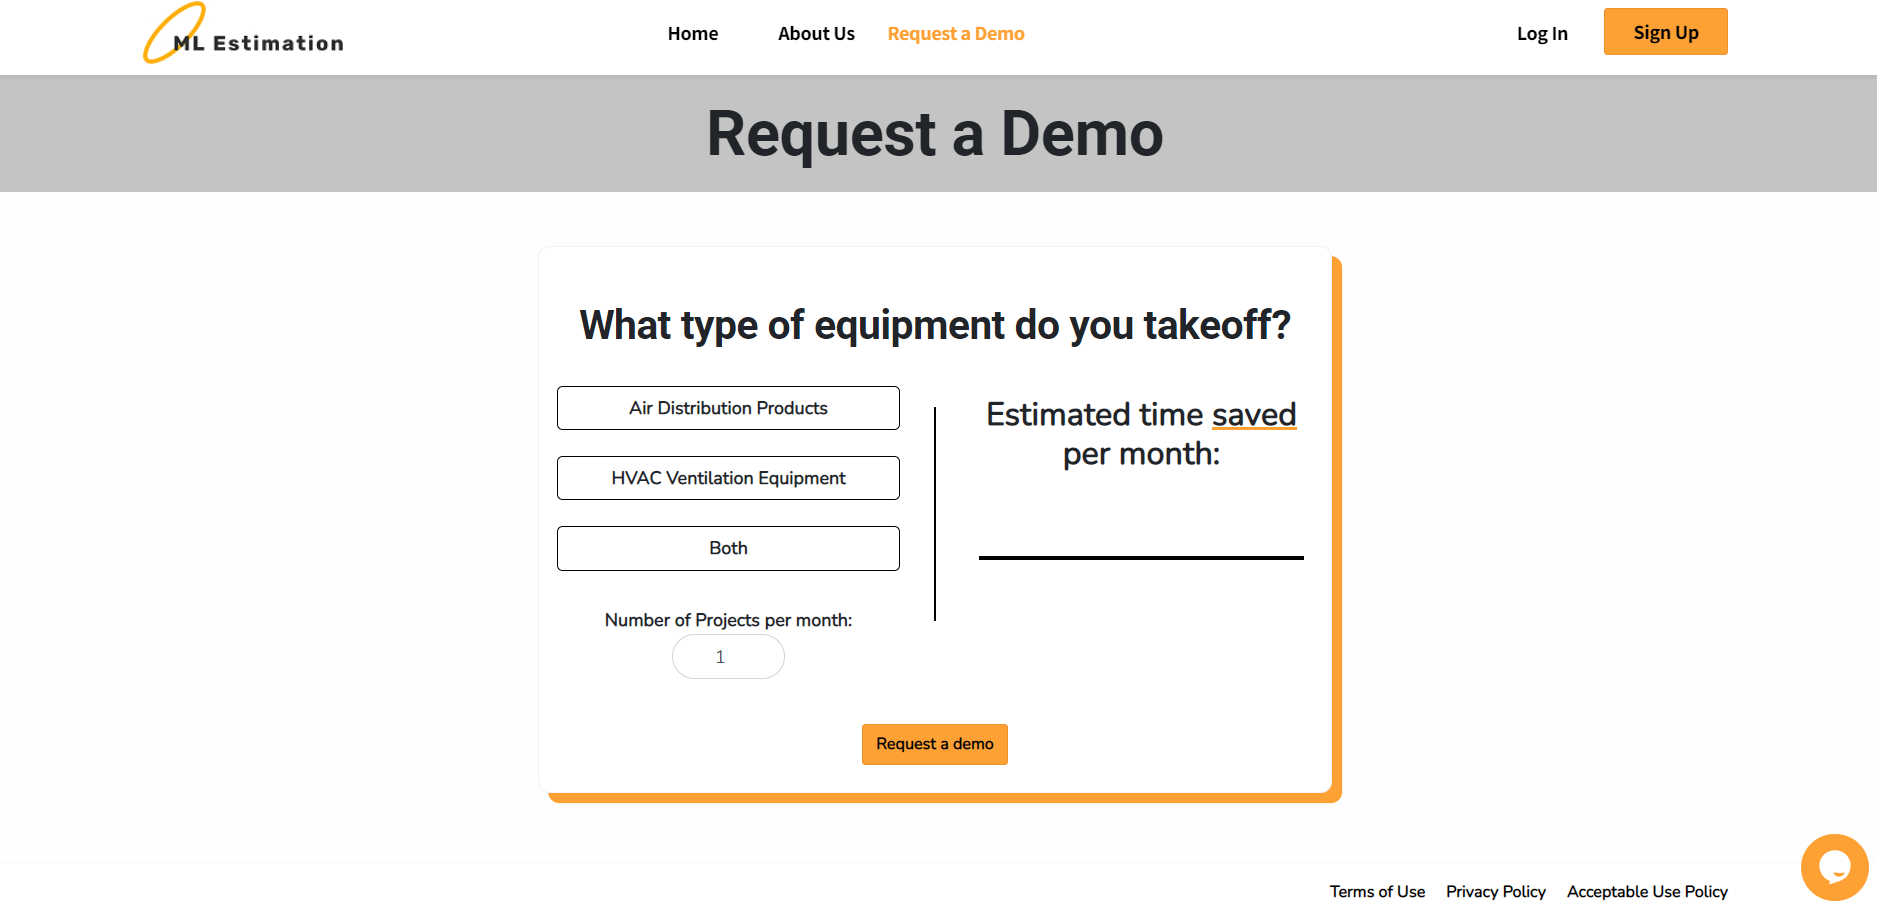 ML Estimation
Home
About Us
Request a Demo
Log In
Sign Up
Request a Demo
What type of equipment do you takeoff?
Air Distribution Products
HVAC Ventilation Equipment
Both
Number of Projects per month:
1
Estimated time saved
per month:
Request a demo
Terms of Use
Privacy Policy
Acceptable Use Policy